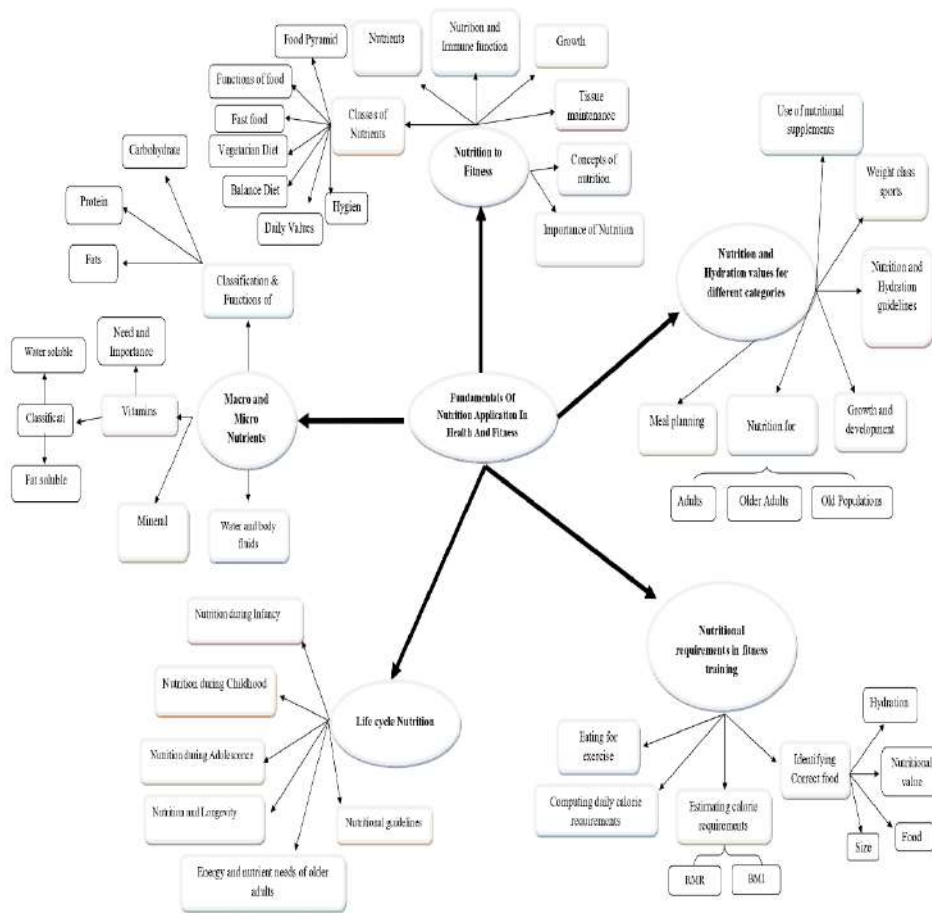 Food Pyramid
Nutrients
Nutrition and
Immune function
Growth
Functions of food
Fast food
Classes of
Nutrients
Tissue
maintenance
Vegetarian Diet
Nutrition to
Fitness
Concepts of
nutrition
Balance Diet
Hygien
Daily Values
Importance of Nutrition
Carbohydrate
Protein
Fats
Classification &
Functions of
Use of nutritional
supplements
Weight class
sports
Nutrition and
Hydration values for
different categories
Nutrition and
Hydration
guidelines
Meal planning
Nutrition for
Growth and
development
Adults
Older Adults
Old Populations
Need and
Importance
Water soluble
Classificati
Vitamins
Macro and
Micro
Nutrients
Fundamentals Of
Nutrition Application In
Health And Fitness
Fat soluble
Mineral
Water and body
fluids
Nutrition during Infancy
Nutrition during Childhood
Life cycle Nutrition
Nutrition during Adolescence
Nutrition and Longevity
Nutritional guidelines
Energy and nutrient needs of older
adults
Nutritional
requirements in fitness
training
Eating for
exercise
Identifying
Correct food
Hydration
Nutritional
value
Computing daily calorie
requirements
Estimating calorie
requirements
Size
Food
BMR
BMI